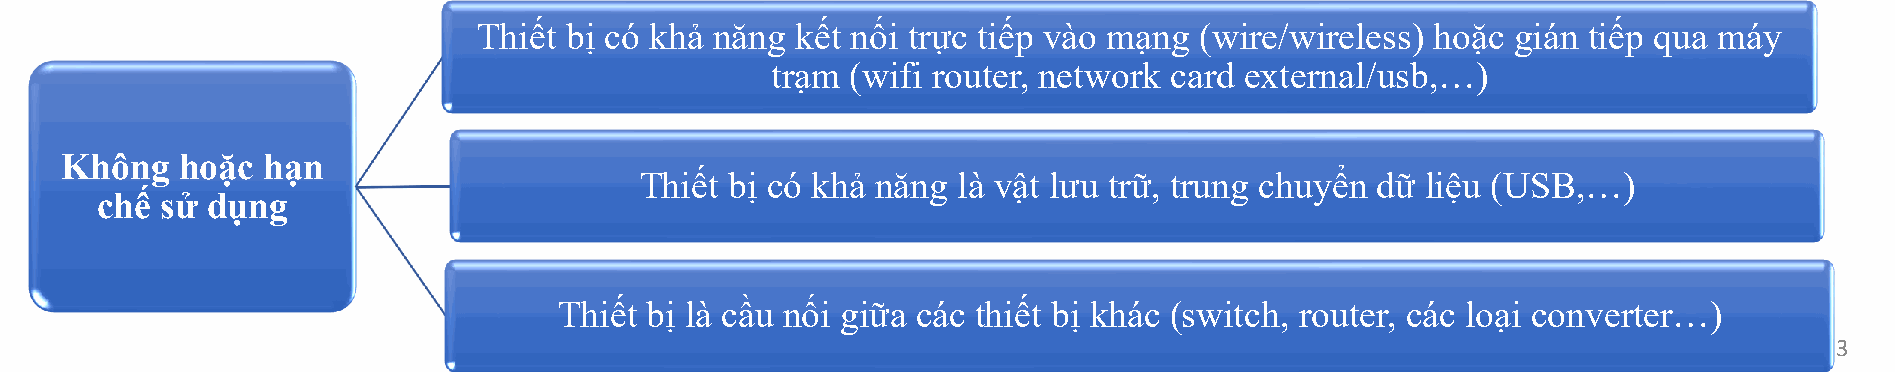 Không hoặc hạn
chế sử dụng
Thiết bị có khả năng kết nối trực tiếp vào mạng (wire/wireless) hoặc gián tiếp qua máy
trạm (wifi router, network card external/usb,…)
Thiết bị có khả năng là vật lưu trữ, trung chuyển dữ liệu (USB,…)
Thiết bị là cầu nối giữa các thiết bị khác (switch, router, các loại converter…)
3